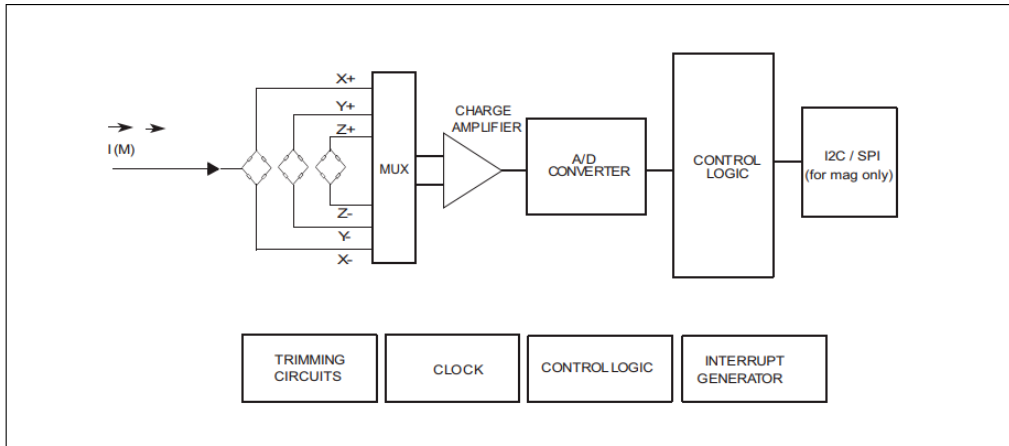 X+
Y+
Z+
I (M)
MUX
Z-
Y-
X-
CHARGE
AMPLIFIER
A/D
CONVERTER
CONTROL
LOGIC
I2C / SPI
(for mag only)
TRIMMING
CIRCUITS
CLOCK
CONTROL LOGIC
INTERRUPT
GENERATOR